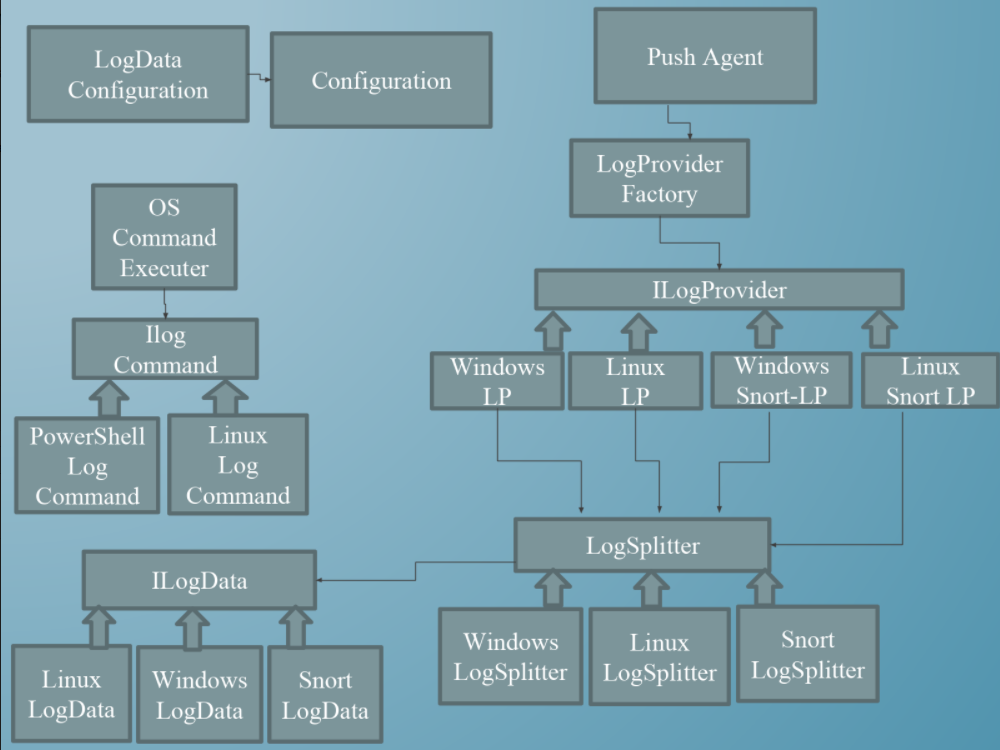 LogData
Configuration
Configuration
Push Agent
LogProvider
Factory
OS
Command
Executer
ILogProvider
Ilog
Command
Windows
LP
Linux
LP
Windows
Snort-LP
Linux
Snort LP
PowerShell
Log
Command
Linux
Log
Command
LogSplitter
ILogData
Windows
LogSplitter
Linux
LogSplitter
Snort
LogSplitter
Linux
LogData
Windows
LogData
Snort
LogData